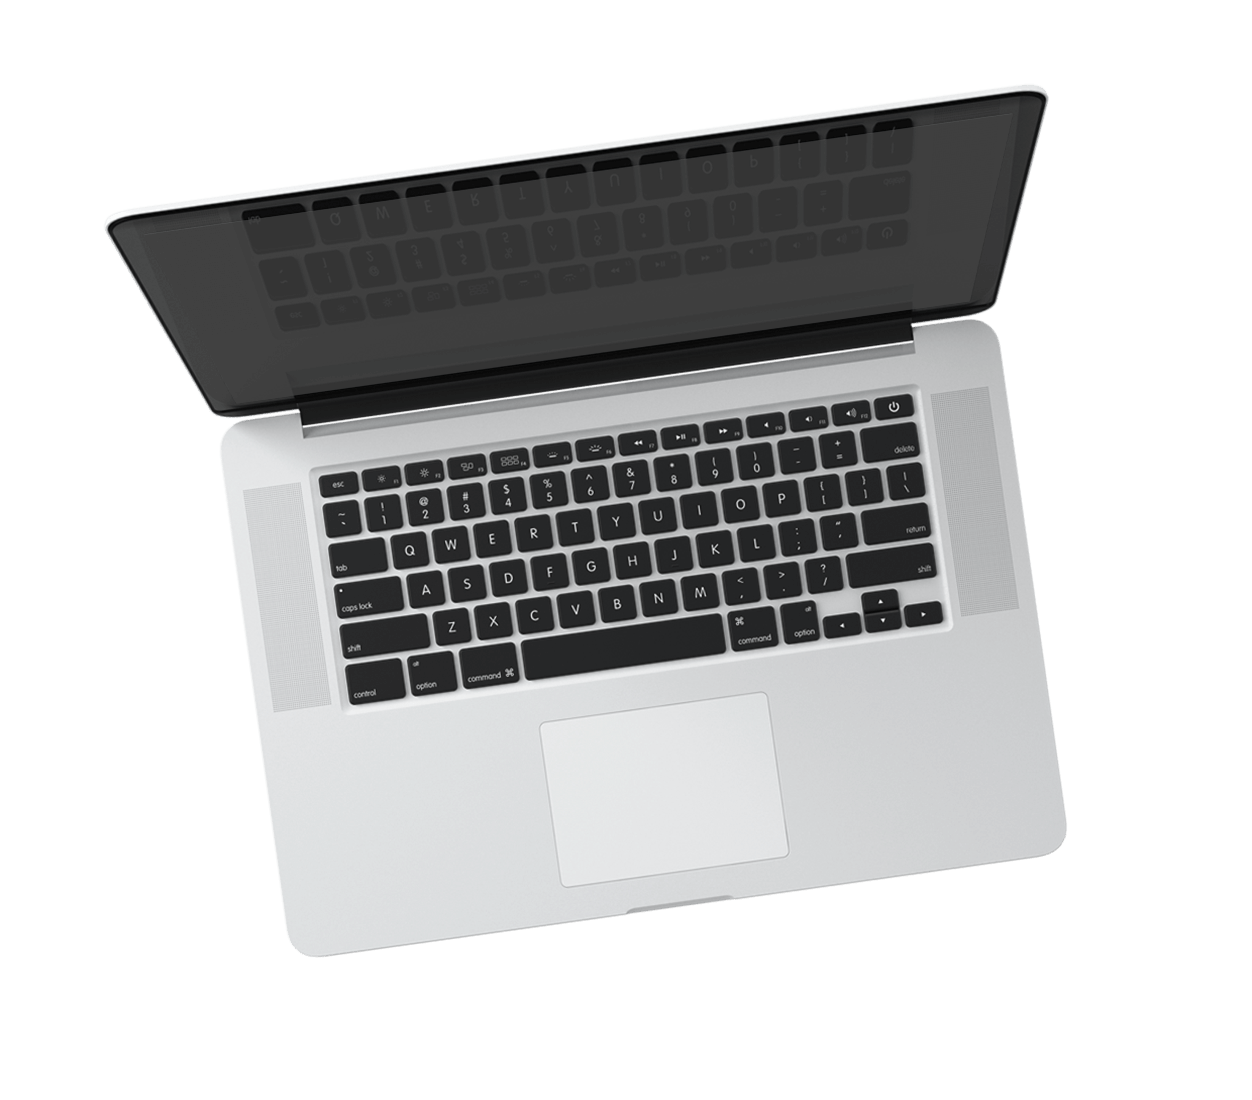 esc F1 F2 F3 F4 F5 F6 F7 F8 F9 F10 F11 F12
~ ` ! 1 @ 2 # 3 $ 4 % 5 ^ 6 & 7 * 8 ( 9 ) 0 - - + = delete
tab Q W E R T Y U I O P { [ } ] | \
caps lock A S D F G H J K L : ; " ' return
shift Z X C V B N M < , > . ? / shift
control alt option command ⌘ ⌘ command alt option